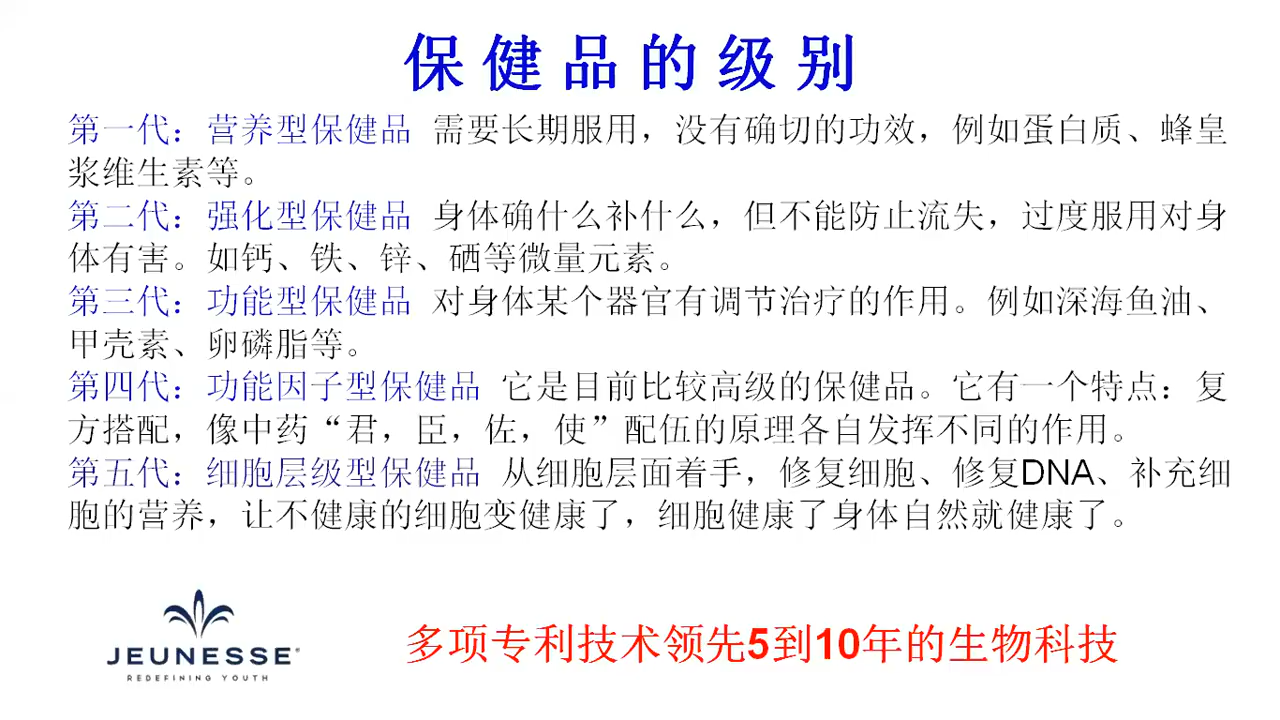 保健品的级别
第一代：营养型保健品 需要长期服用，没有确切的功效，例如蛋白质、蜂皇
浆维生素等。
第二代：强化型保健品 身体确什么补什么，但不能防止流失，过度服用对身
体有害。如钙、铁、锌、硒等微量元素。
第三代：功能型保健品 对身体某个器官有调节治疗的作用。例如深海鱼油、
甲壳素、卵磷脂等。
第四代：功能因子型保健品 它是目前比较高级的保健品。它有一个特点：复
方搭配，像中药“君，臣，佐，使”配伍的原理各自发挥不同的作用。
第五代：细胞层级型保健品 从细胞层面着手，修复细胞、修复DNA、补充细
胞的营养，让不健康的细胞变健康了，细胞健康了身体自然就健康了。
JEUNESSE®
REDEFINING YOUTH
多项专利技术领先5到10年的生物科技